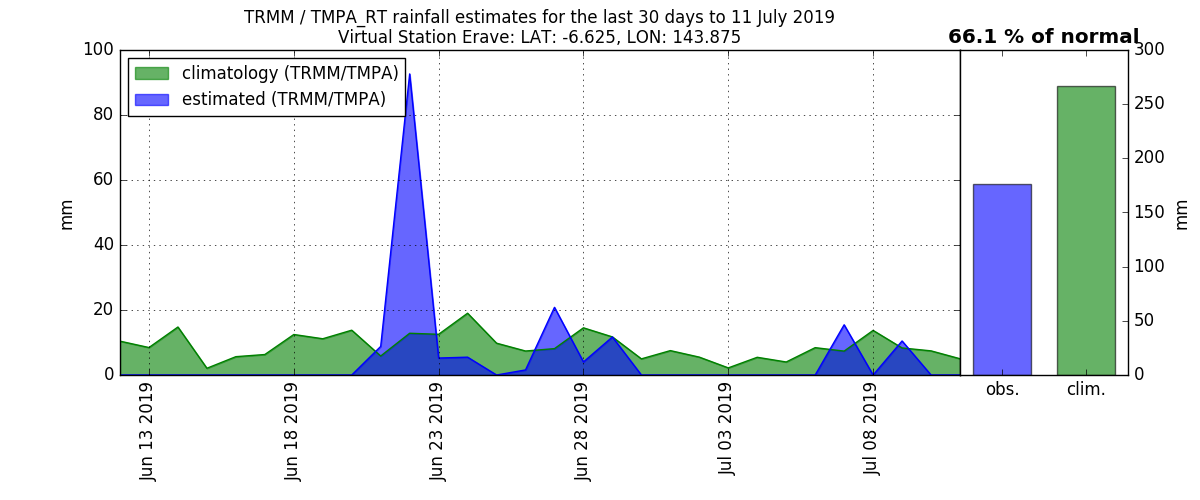 TRMM / TMPA_RT rainfall estimates for the last 30 days to 11 July 2019
Virtual Station Erave: LAT: -6.625, LON: 143.875
66.1 % of normal
climatology (TRMM/TMPA)
estimated (TRMM/TMPA)
100
80
60
40
20
0
mm
Jun 13 2019
Jun 18 2019
Jun 23 2019
Jun 28 2019
Jul 03 2019
Jul 08 2019
300
250
200
150
100
50
0
mm
obs.
clim.